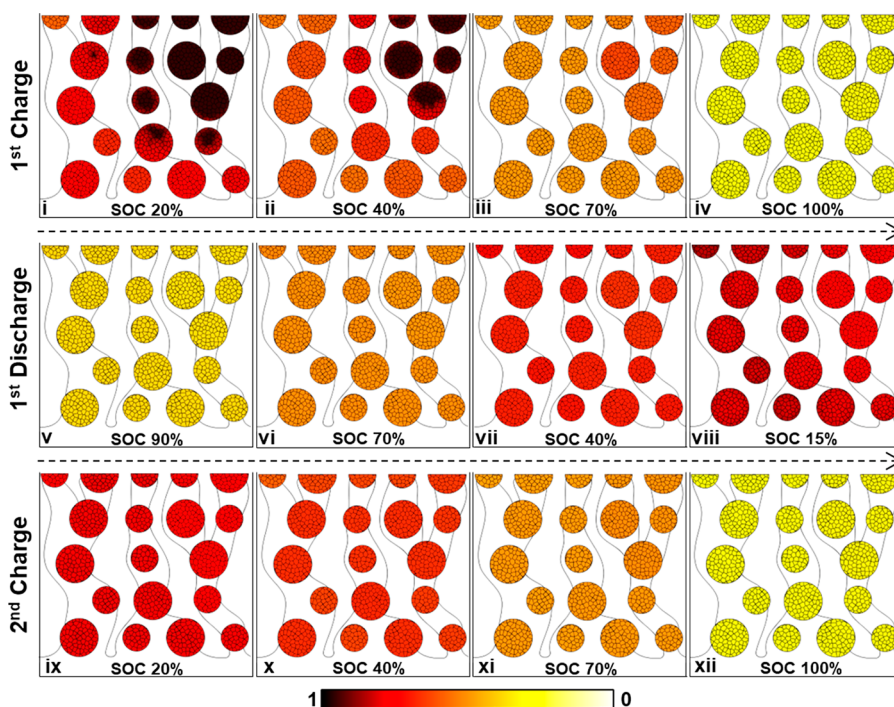 1st Charge
i SOC 20%
ii SOC 40%
iii SOC 70%
iv SOC 100%
1st Discharge
v SOC 90%
vi SOC 70%
vii SOC 40%
viii SOC 15%
2nd Charge
ix SOC 20%
x SOC 40%
xi SOC 70%
xii SOC 100%
1 0